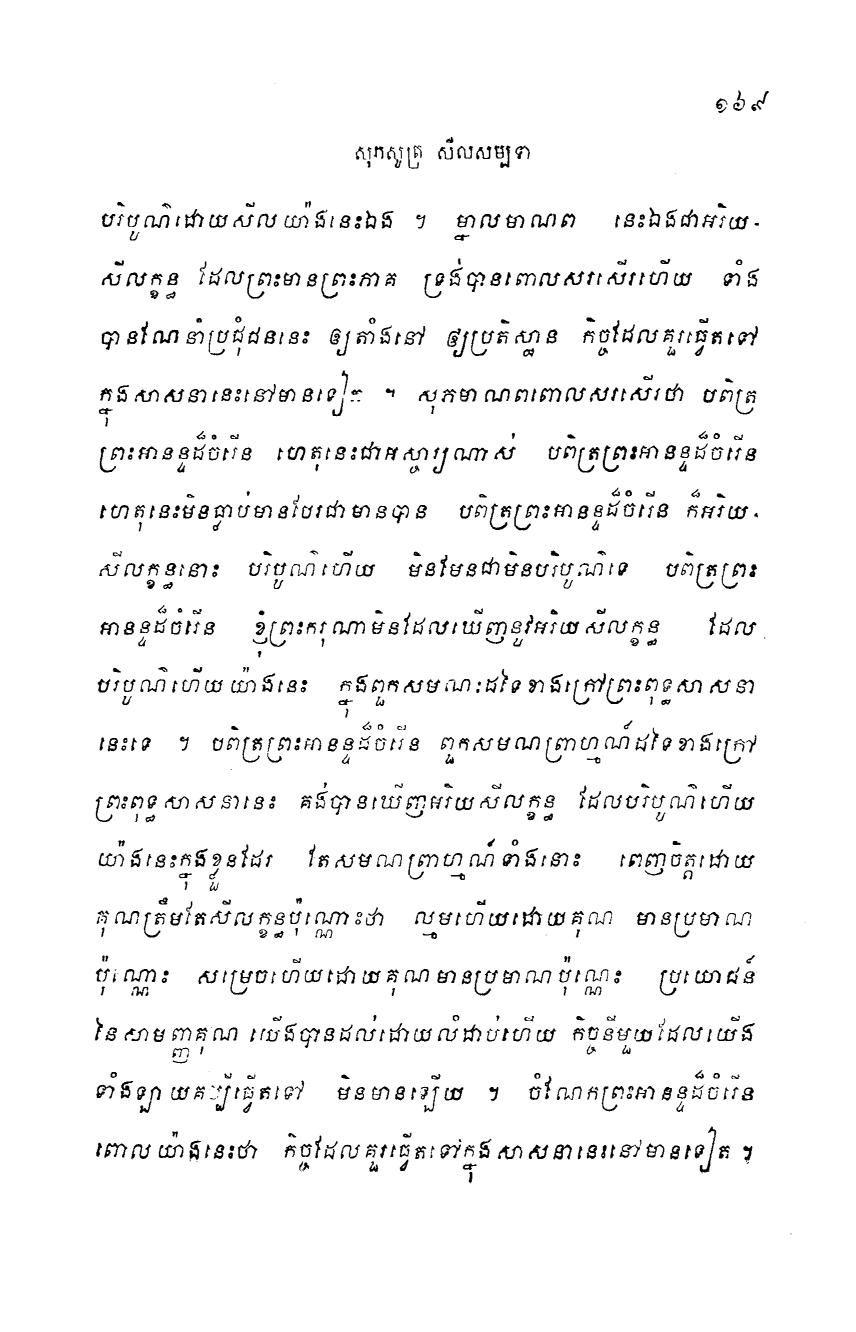 ១៦៩
សុភសូត្រ សីលសម្បទា
បរិបូណ៌ដោយសីលយ៉ាងនេះឯង ។ ម្នាលមាណព នេះឯងជាអរិយ-
សីលក្ខន្ធ ដែលព្រះមានព្រះភាគ ទ្រង់បានពោលសរសើរហើយ ទាំង
បានណែនាំប្រជុំជននេះ ឲ្យតាំងនៅ ឲ្យប្រតិស្ឋាន កិច្ចដែលគួរធ្វើតទៅ
ក្នុងសាសនានេះនៅមានទៀត ។ សុភមាណពពោលសរសើរថា បពិត្រ
ព្រះអានន្ទដ៏ចំរើន ហេតុនេះជាអស្ចារ្យណាស់ បពិត្រព្រះអានន្ទដ៏ចំរើន
ហេតុនេះមិនធ្លាប់មានបែរជាមានបាន បពិត្រព្រះអានន្ទដ៏ចំរើន ក៏អរិយ-
សីលក្ខន្ធនោះ បរិបូណ៌ហើយ មិនមែនជាមិនបរិបូណ៌ទេ បពិត្រព្រះ
អានន្ទដ៏ចំរើន ខ្ញុំព្រះករុណាមិនដែលឃើញនូវអរិយសីលក្ខន្ធ ដែល
បរិបូណ៌ហើយយ៉ាងនេះ ក្នុងពួកសមណៈដទៃខាងក្រៅព្រះពុទ្ធសាសនា
នេះទេ ។ បពិត្រព្រះអានន្ទដ៏ចំរើន ពួកសមណព្រាហ្មណ៍ដទៃខាងក្រៅ
ព្រះពុទ្ធសាសនានេះ គង់បានឃើញអរិយសីលក្ខន្ធ ដែលបរិបូណ៌ហើយ
យ៉ាងនេះក្នុងខ្លួនដែរ តែសមណព្រាហ្មណ៍ទាំងនោះ ពេញចិត្តដោយ
គុណត្រឹមតែសីលក្ខន្ធប៉ុណ្ណោះថា ល្មមហើយដោយគុណ មានប្រមាណ
ប៉ុណ្ណោះ សម្រេចហើយដោយគុណមានប្រមាណប៉ុណ្ណេះ ប្រយោជន៍
នៃសាមញ្ញគុណ យើងបានដល់ដោយលំដាប់ហើយ កិច្ចនីមួយដែលយើង
ទាំងឡាយគប្បីធ្វើតទៅ មិនមានឡើយ ។ ចំណែកព្រះអានន្ទដ៏ចំរើន
ពោលយ៉ាងនេះថា កិច្ចដែលគួរធ្វើតទៅក្នុងសាសនានេះនៅមានទៀត ។